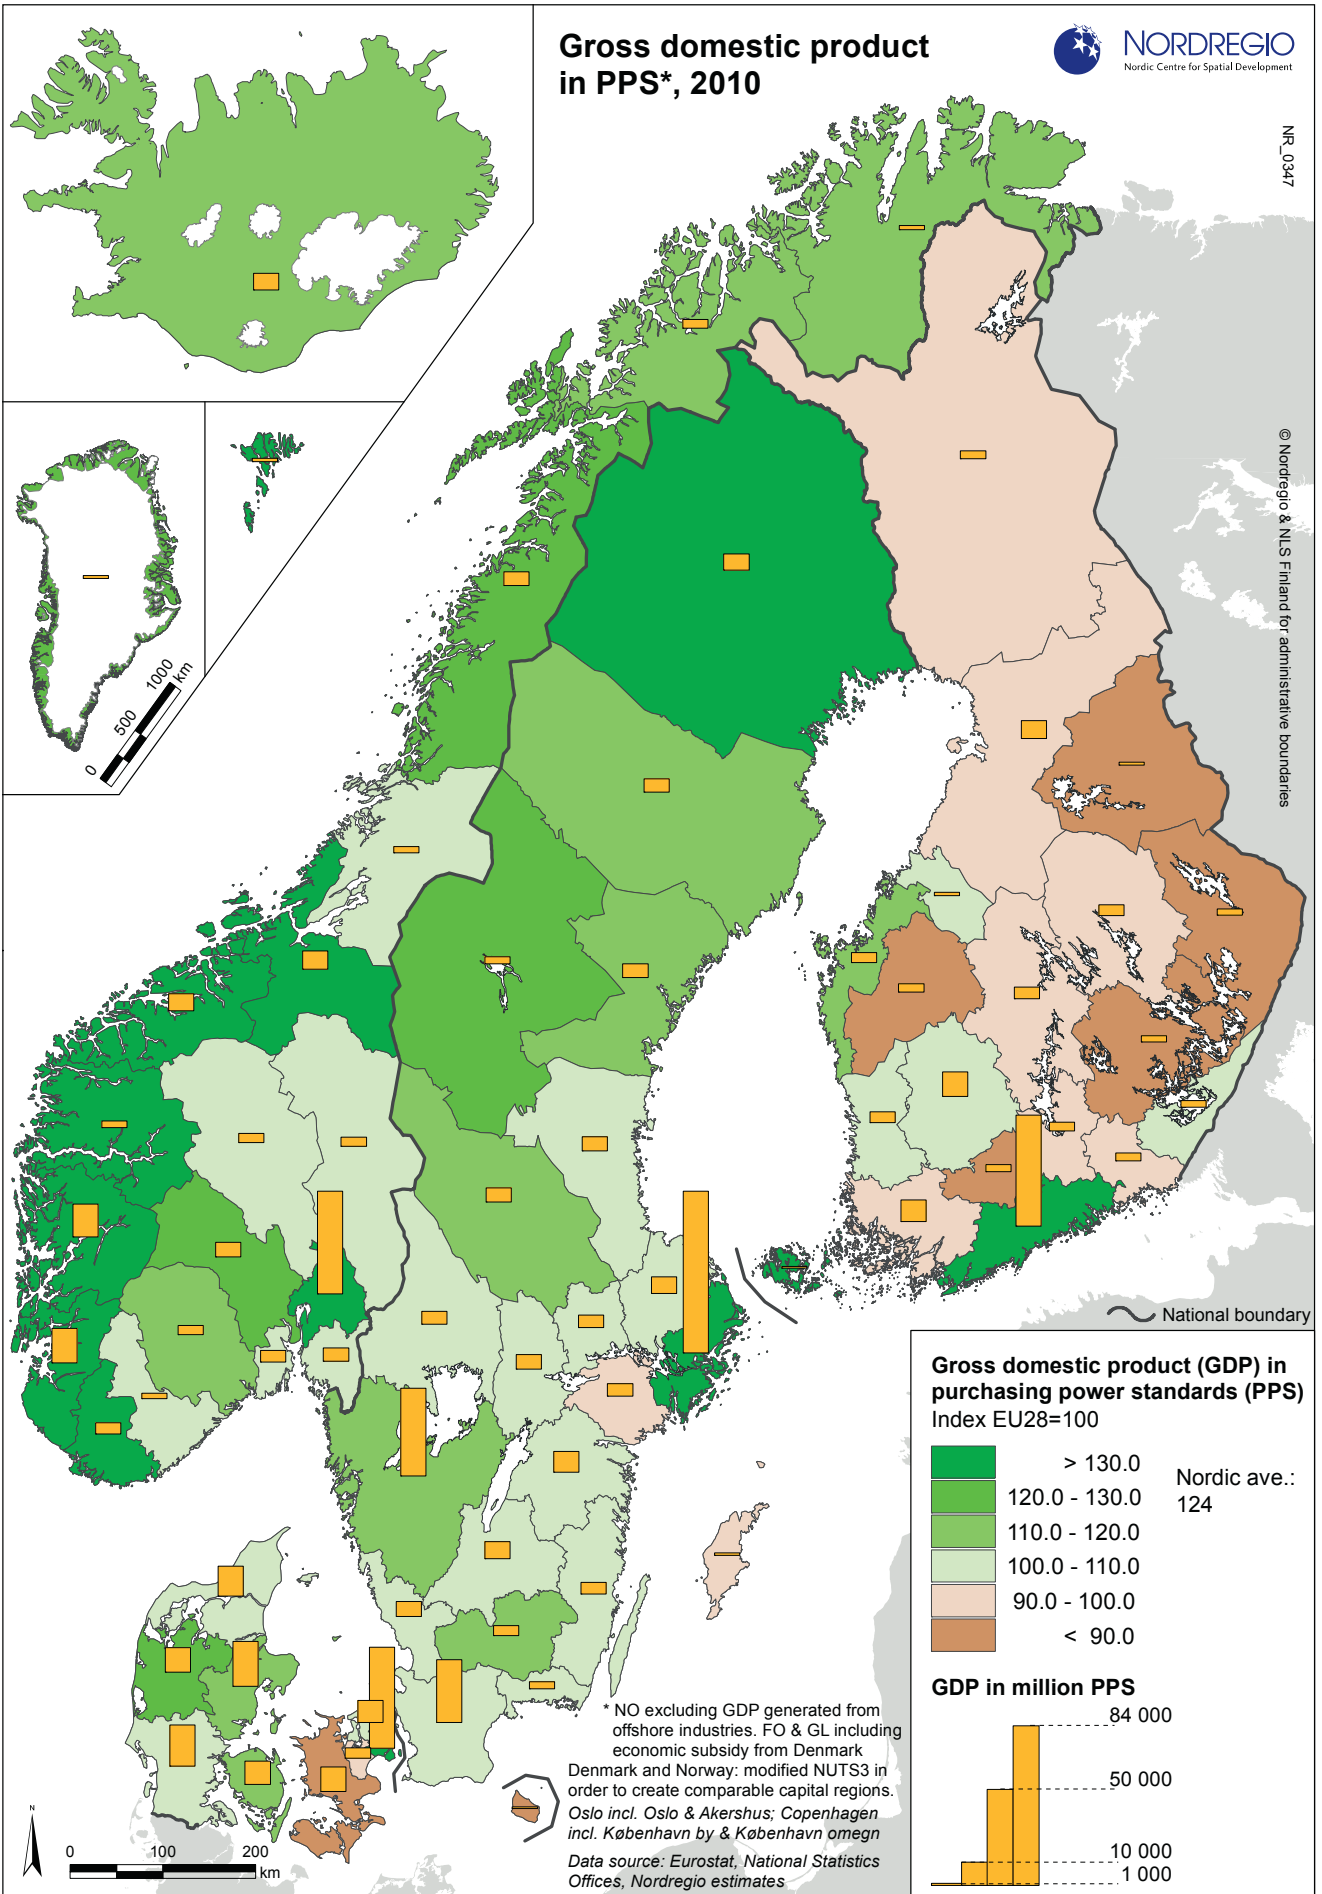 Gross domestic product
in PPS*, 2010
NORDREGIO
Nordic Centre for Spatial Development
NR_0347
© Nordregio & NLS Finland for administrative boundaries
0
500
1000
km
National boundary
Gross domestic product (GDP) in
purchasing power standards (PPS)
Index EU28=100
> 130.0
120.0 - 130.0
110.0 - 120.0
100.0 - 110.0
90.0 - 100.0
< 90.0
Nordic ave.:
124
GDP in million PPS
84 000
50 000
10 000
1 000
* NO excluding GDP generated from
offshore industries. FO & GL including
economic subsidy from Denmark
Denmark and Norway: modified NUTS3 in
order to create comparable capital regions.
Oslo incl. Oslo & Akershus; Copenhagen
incl. København by & København omegn
Data source: Eurostat, National Statistics
Offices, Nordregio estimates
N
0 100 200
km